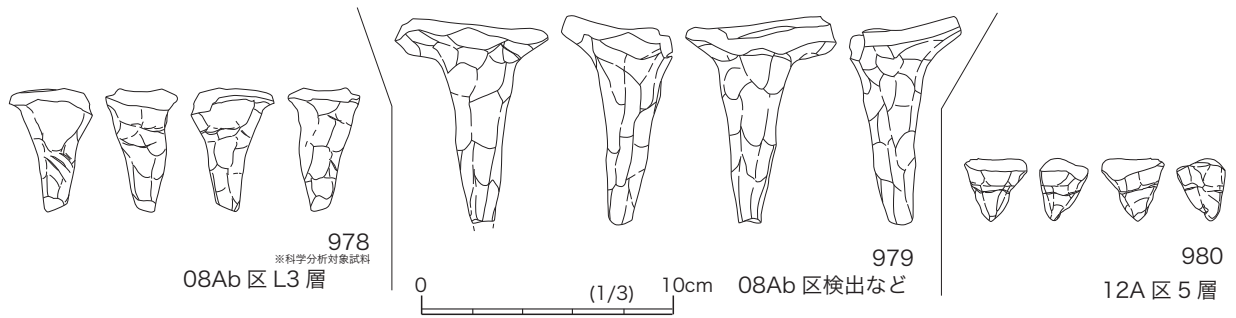 978
※科学分析対象試料
08Ab 区 L3 層
0
(1/3)
10cm
979
08Ab 区検出など
980
12A 区 5 層